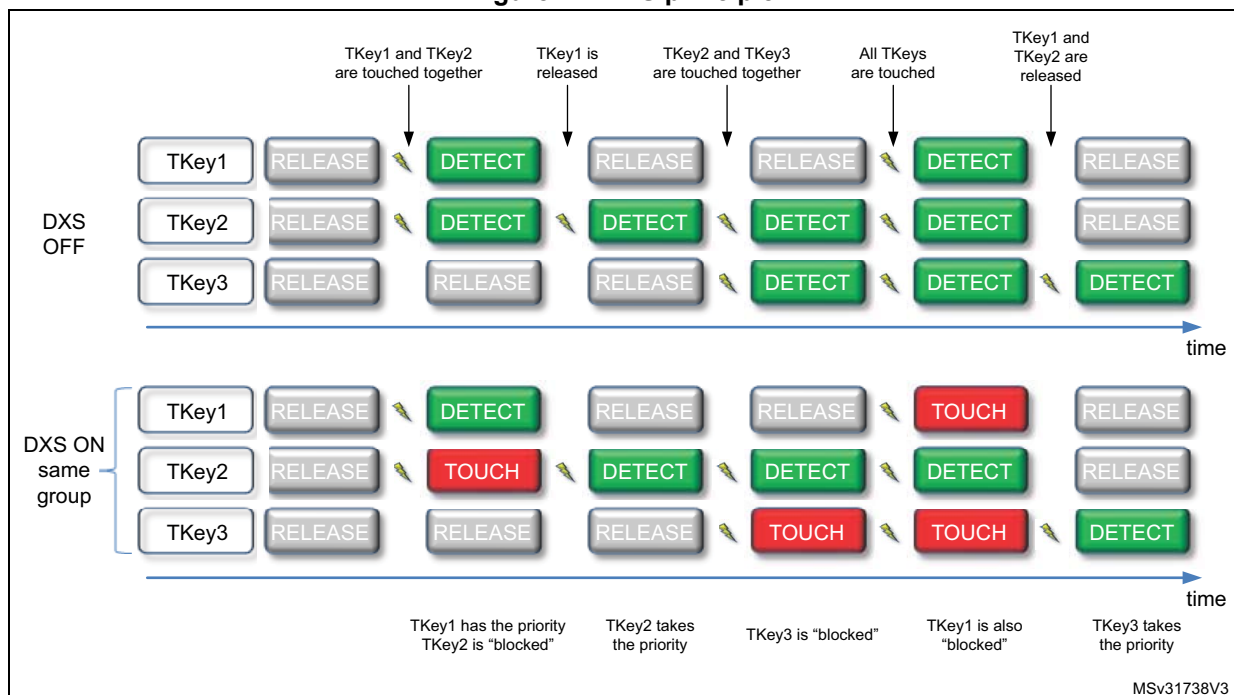 TKey1 and TKey2
are touched together
TKey1 is
released
TKey2 and TKey3
are touched together
All TKeys
are touched
TKey1 and
TKey2 are
released
DXS
OFF
TKey1 RELEASE DETECT RELEASE RELEASE DETECT RELEASE
TKey2 RELEASE DETECT DETECT DETECT DETECT RELEASE
TKey3 RELEASE RELEASE RELEASE DETECT DETECT DETECT
time
DXS ON
same
group
TKey1 RELEASE DETECT RELEASE RELEASE TOUCH RELEASE
TKey2 RELEASE TOUCH DETECT DETECT DETECT RELEASE
TKey3 RELEASE RELEASE RELEASE TOUCH TOUCH DETECT
time
TKey1 has the priority
TKey2 is “blocked”
TKey2 takes
the priority
TKey3 is “blocked”
TKey1 is also
“blocked”
TKey3 takes
the priority
MSv31738V3